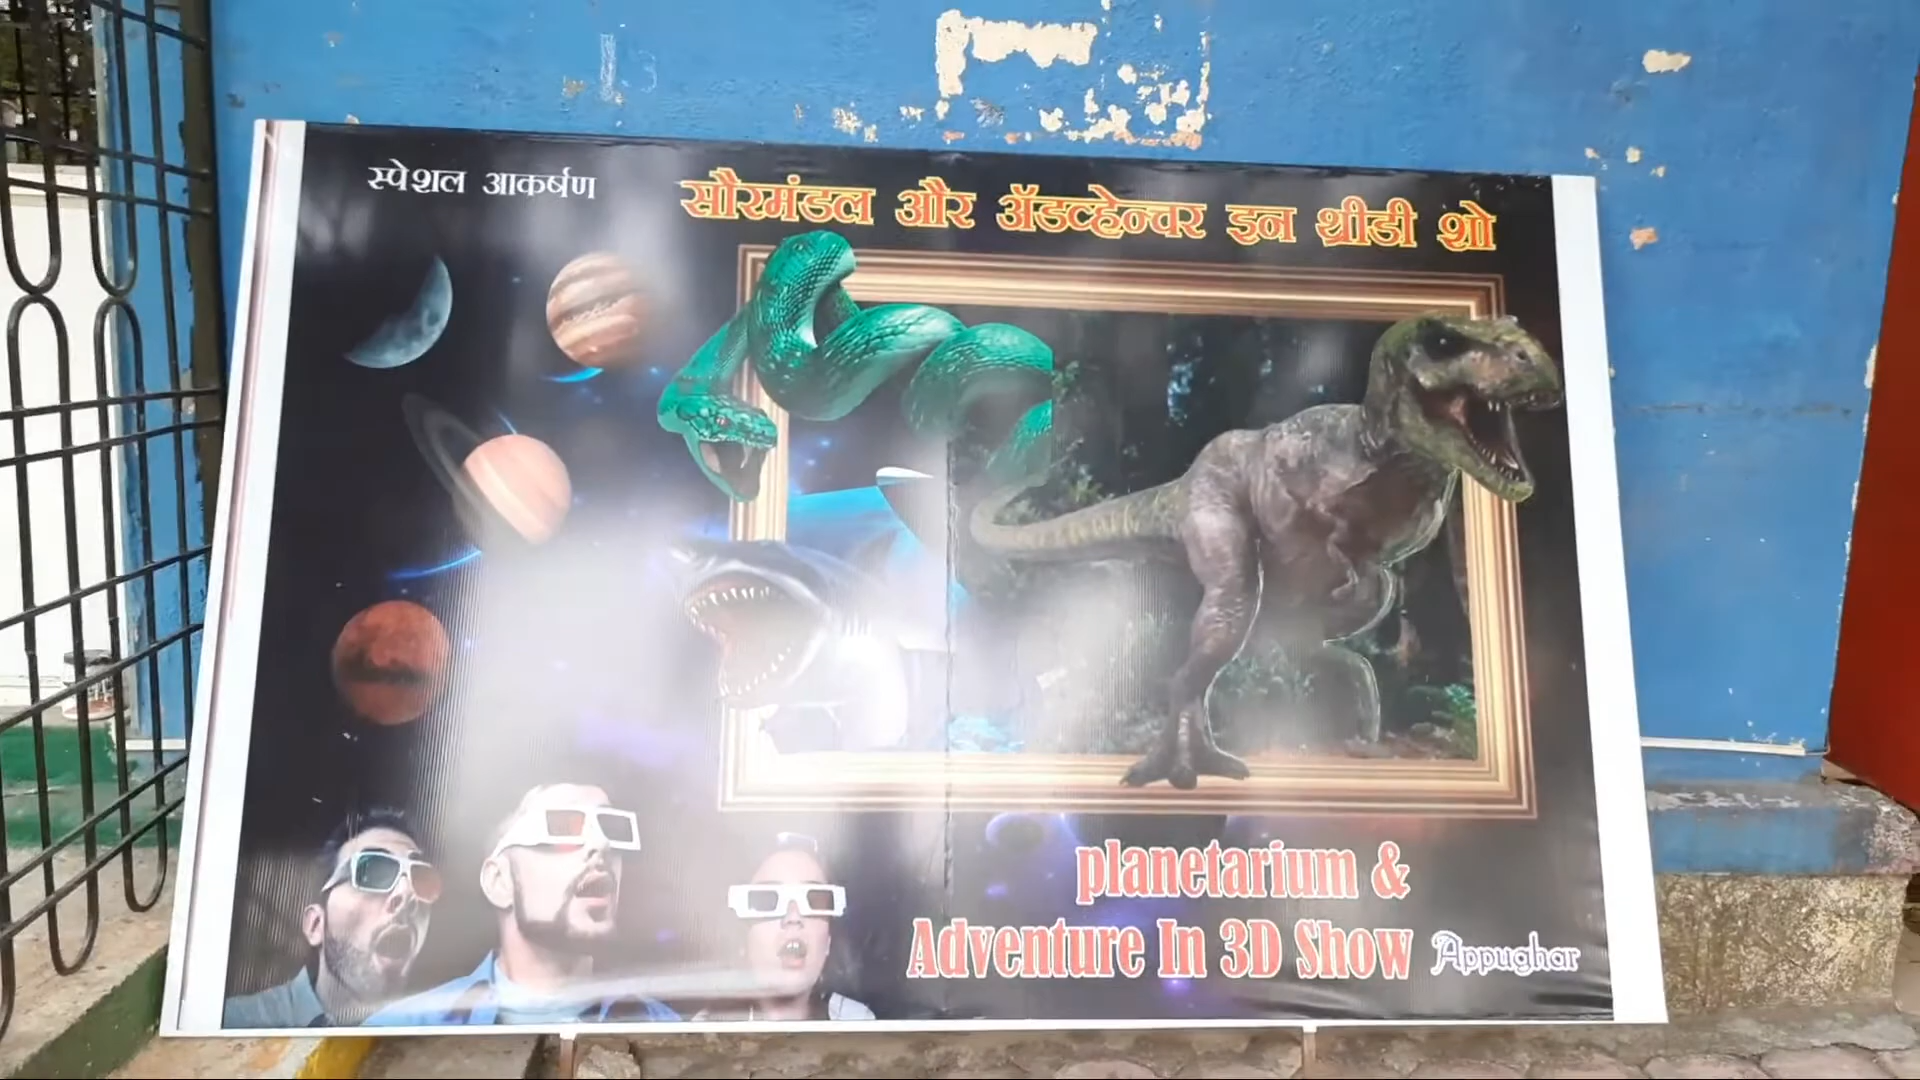 स्पेशल आकर्षण
सौरमंडल और ॲडव्हेन्चर इन थ्रीडी शो
planetarium &
Adventure In 3D Show
Appughar